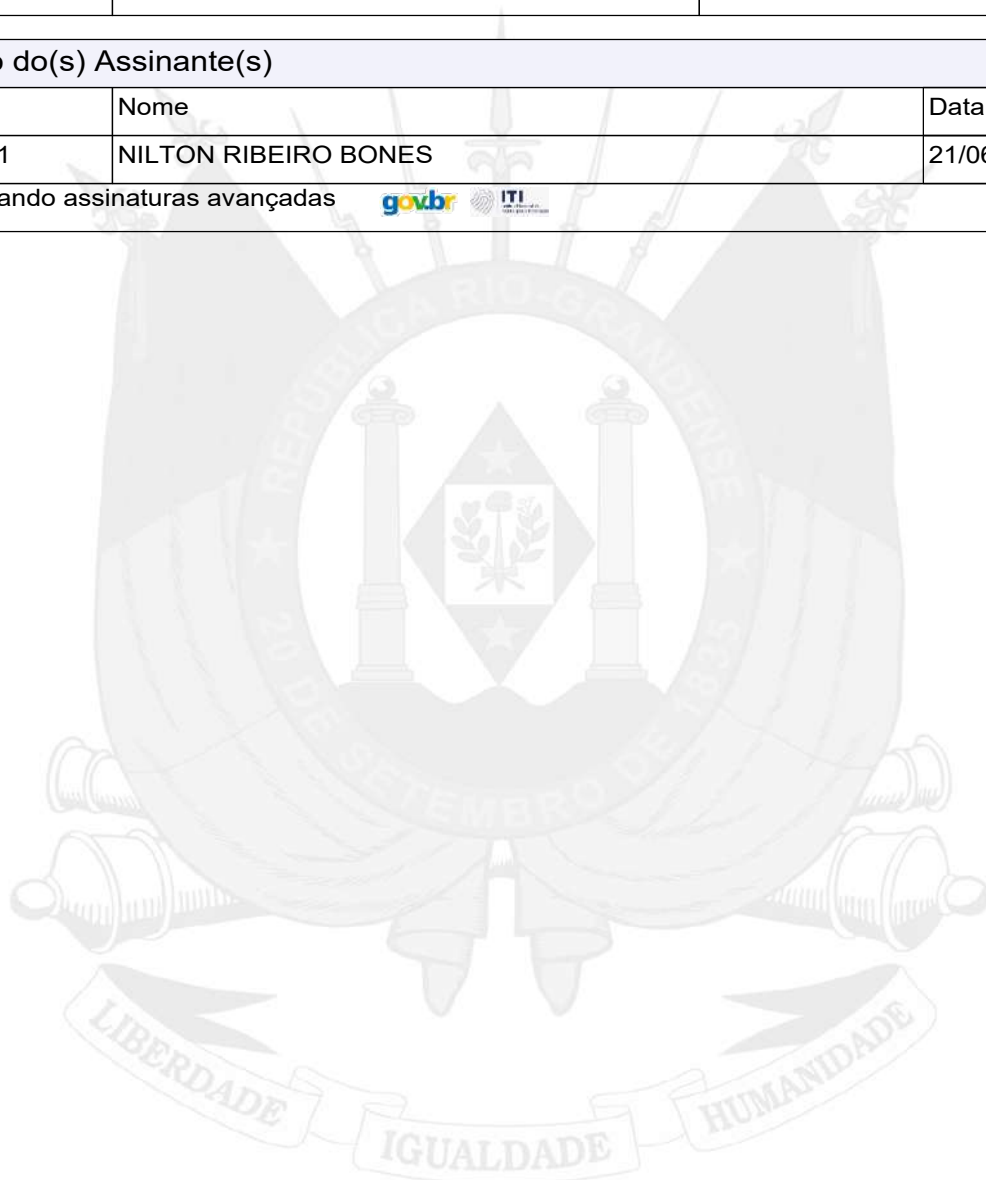 o do(s) Assinante(s)
Nome
Data
1
NILTON RIBEIRO BONES
21/06
ando assinaturas avançadas
gov.br
ITI
REPÚBLICA RIO-GRANDENSE
20 DE SETEMBRO DE 1835
LIBERDADE
IGUALDADE
HUMANIDADE